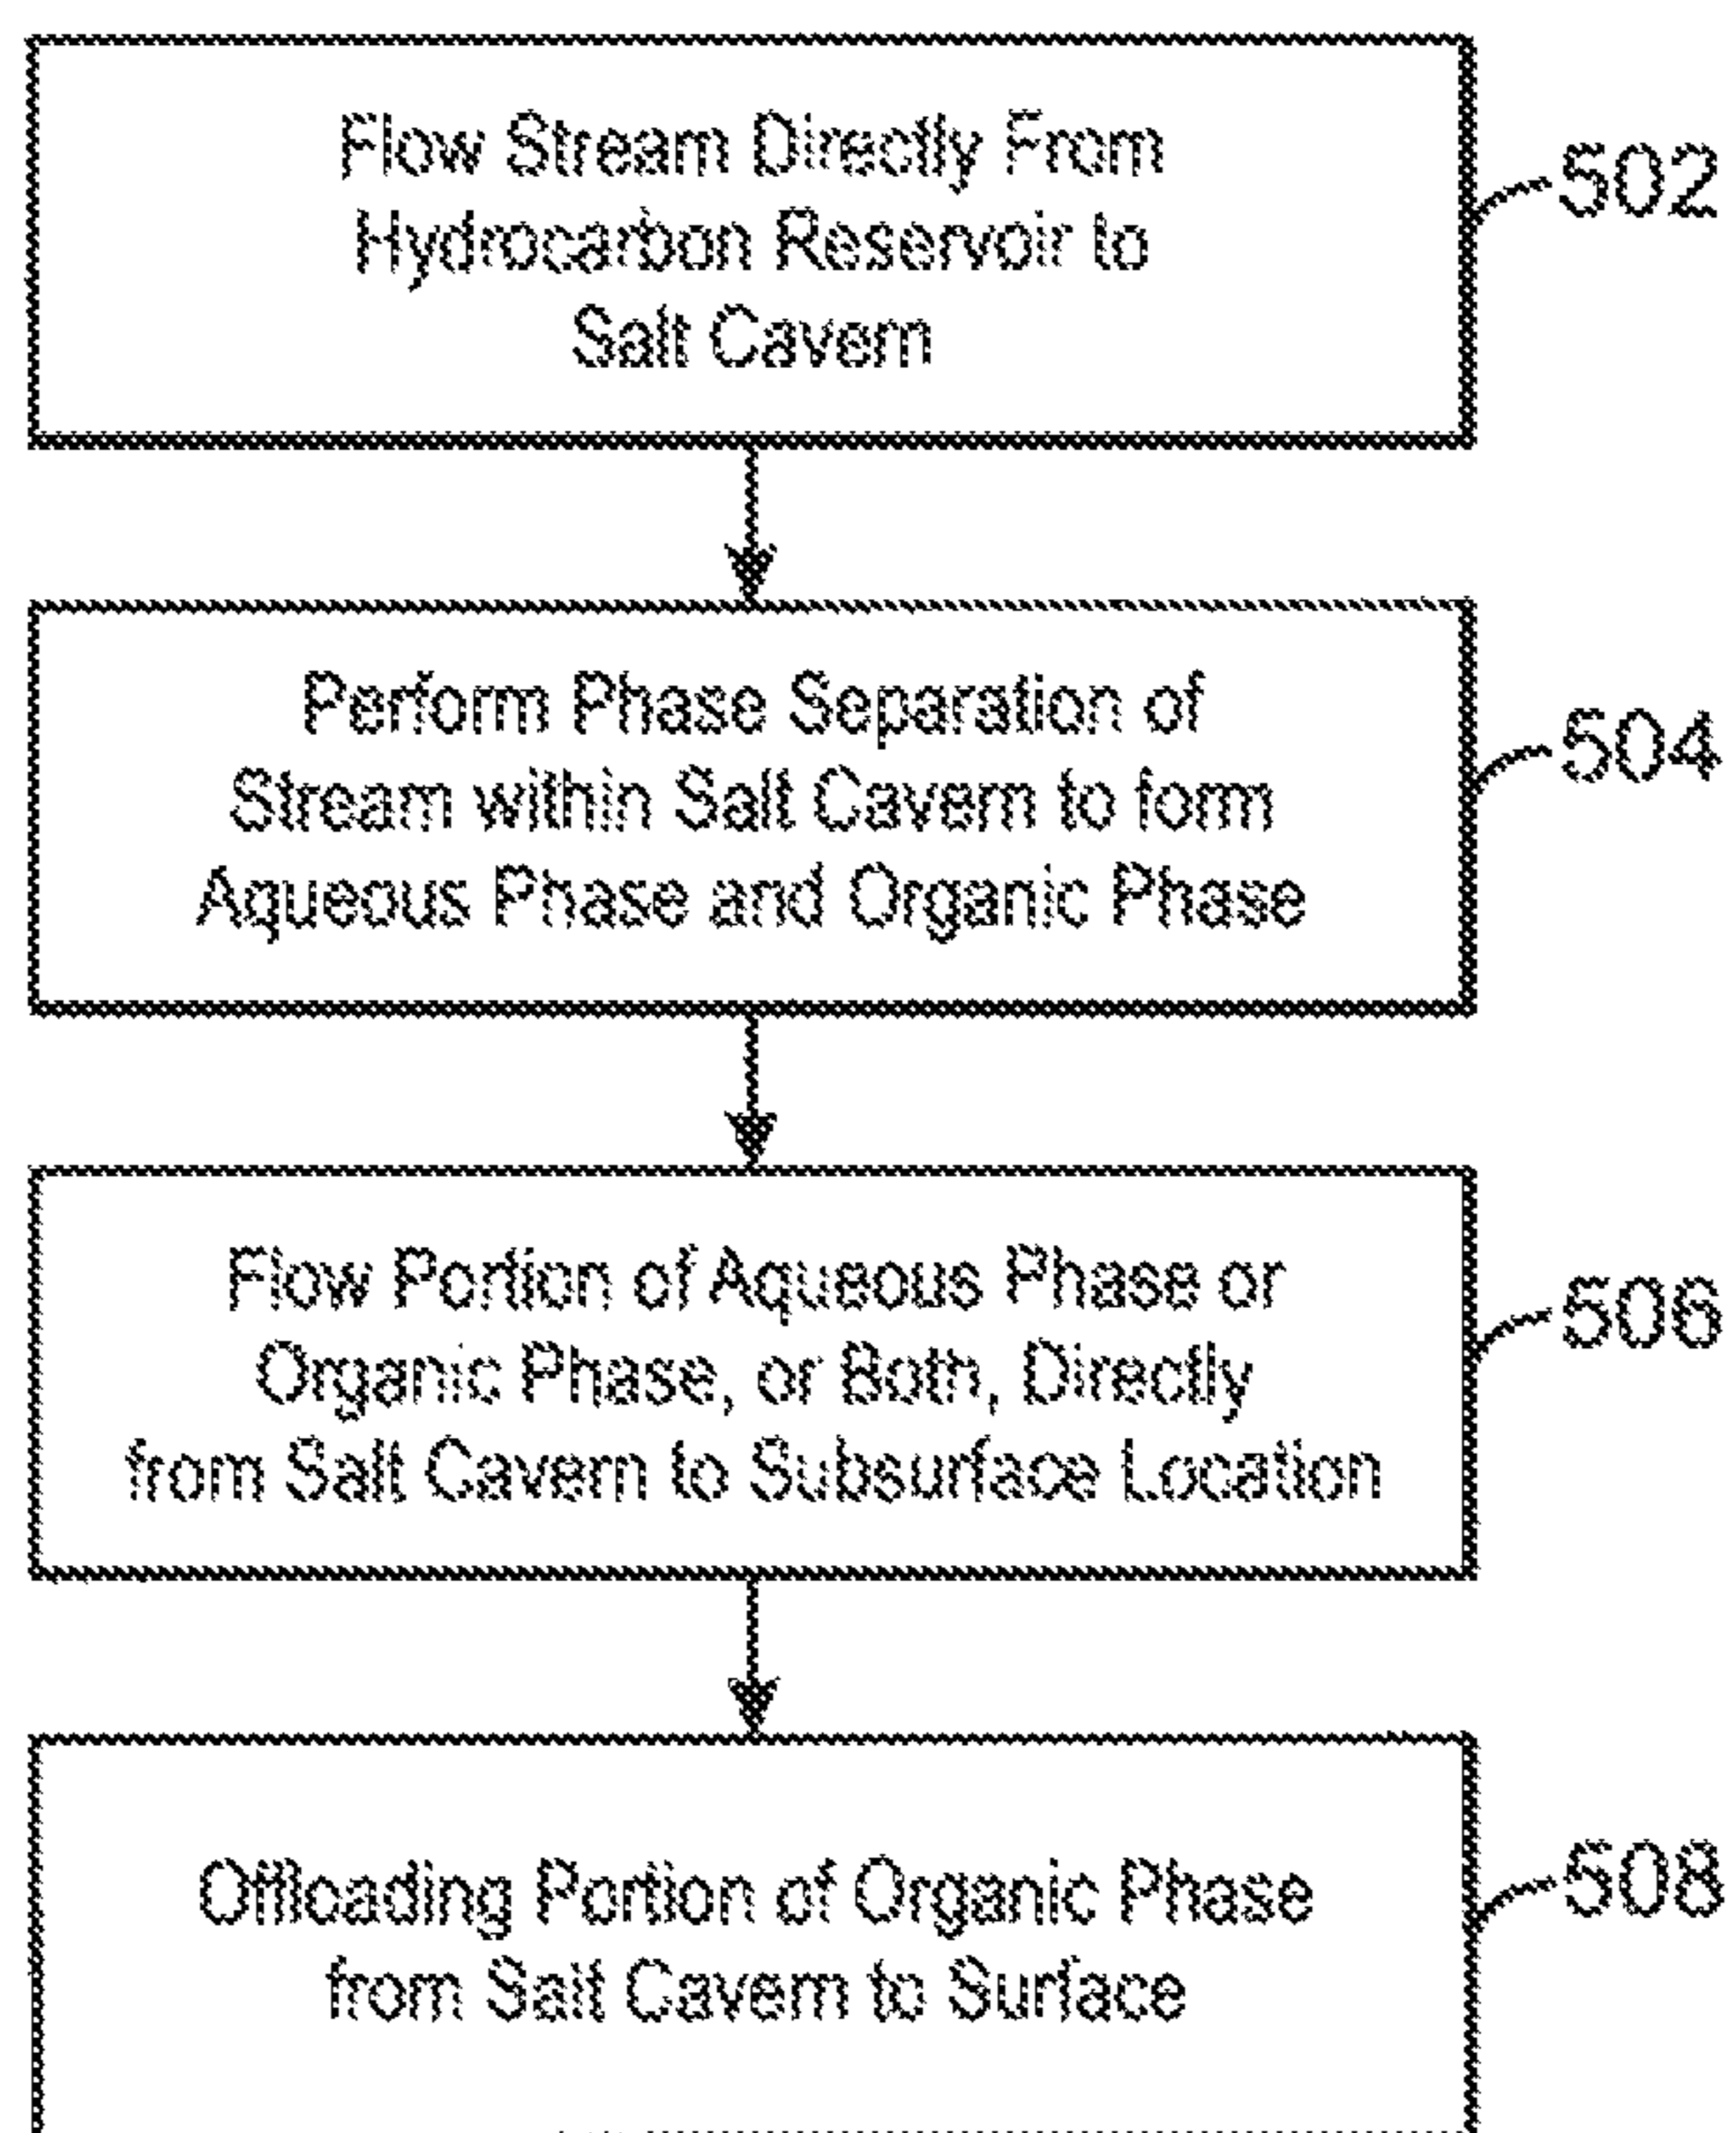 Flow Stream Directly From
Hydrocarbon Reservoir to
Salt Cavern
502
Perform Phase Separation of
Stream within Salt Cavern to form
Aqueous Phase and Organic Phase
504
Flow Portion of Aqueous Phase or
Organic Phase, or Both, Directly
from Salt Cavern to Subsurface Location
506
Offloading Portion of Organic Phase
from Salt Cavern to Surface
508